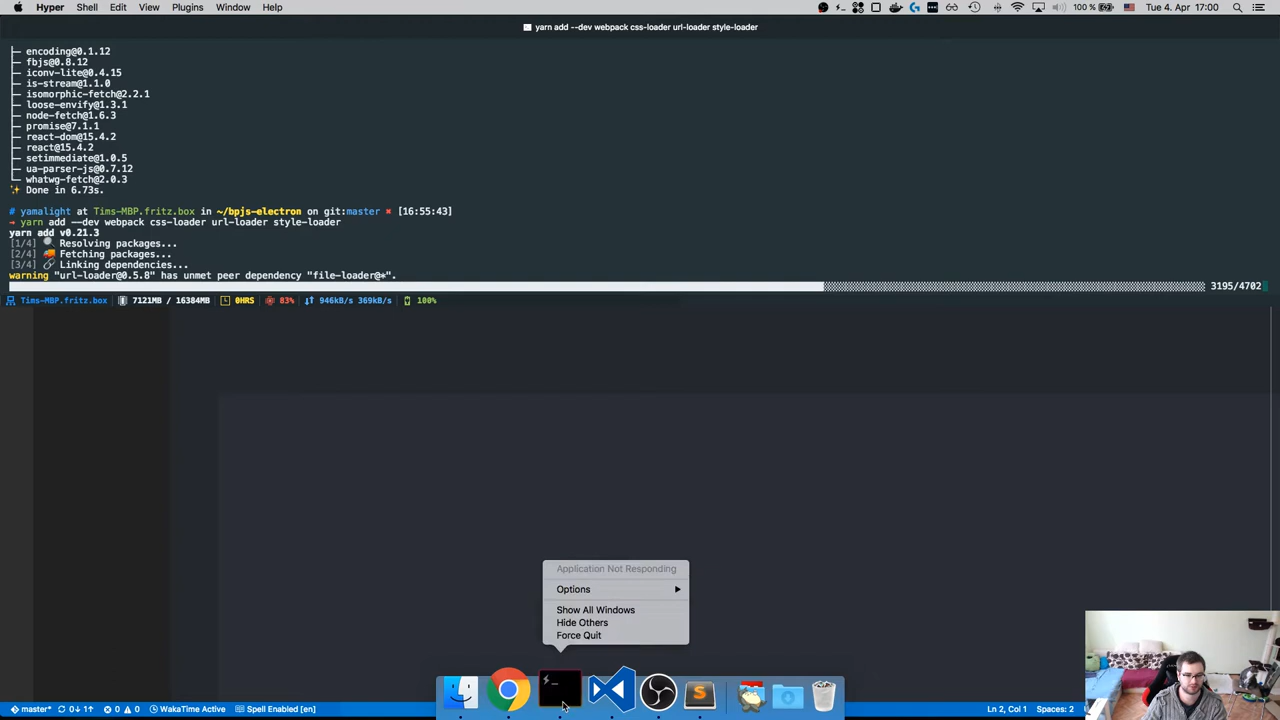 Hyper Shell Edit View Plugins Window Help 100 % Tue 4. Apr 17:00
yarn add --dev webpack css-loader url-loader style-loader
├─ encoding@0.1.12
├─ fbjs@0.8.12
├─ iconv-lite@0.4.15
├─ is-stream@1.1.0
├─ isomorphic-fetch@2.2.1
├─ loose-envify@1.3.1
├─ node-fetch@1.6.3
├─ promise@7.1.1
├─ react-dom@15.4.2
├─ react@15.4.2
├─ setimmediate@1.0.5
├─ ua-parser-js@0.7.12
└─ whatwg-fetch@2.0.3
✨ Done in 6.73s.
# yamalight at Tims-MBP.fritz.box in ~/bpjs-electron on git:master ✖ [16:55:43]
→ yarn add --dev webpack css-loader url-loader style-loader
yarn add v0.21.3
[1/4] 🔍 Resolving packages...
[2/4] 🚚 Fetching packages...
[3/4] 🔗 Linking dependencies...
warning "url-loader@0.5.8" has unmet peer dependency "file-loader@*".
3195/4702
Tims-MBP.fritz.box 7121MB / 16384MB 0HRS 83% 946kB/s 369kB/s 100%
Application Not Responding
Options
Show All Windows
Hide Others
Force Quit
master* 0↓ 1↑ 0 0 WakaTime Active Spell Enabled [en] Ln 2, Col 1 Spaces: 2